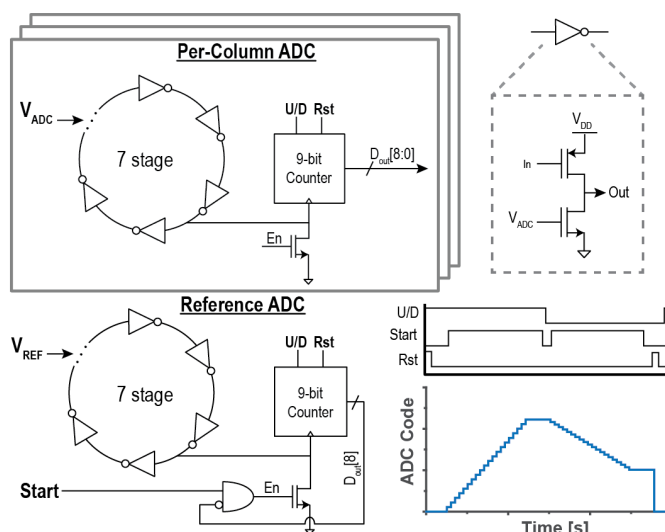 Per-Column ADC
V_ADC
7 stage
U/D Rst
9-bit
Counter
D_out[8:0]
En
V_DD
In
Out
V_ADC
Reference ADC
V_REF
7 stage
U/D Rst
9-bit
Counter
D_out[8]
Start
En
U/D
Start
Rst
ADC Code
Time [s]